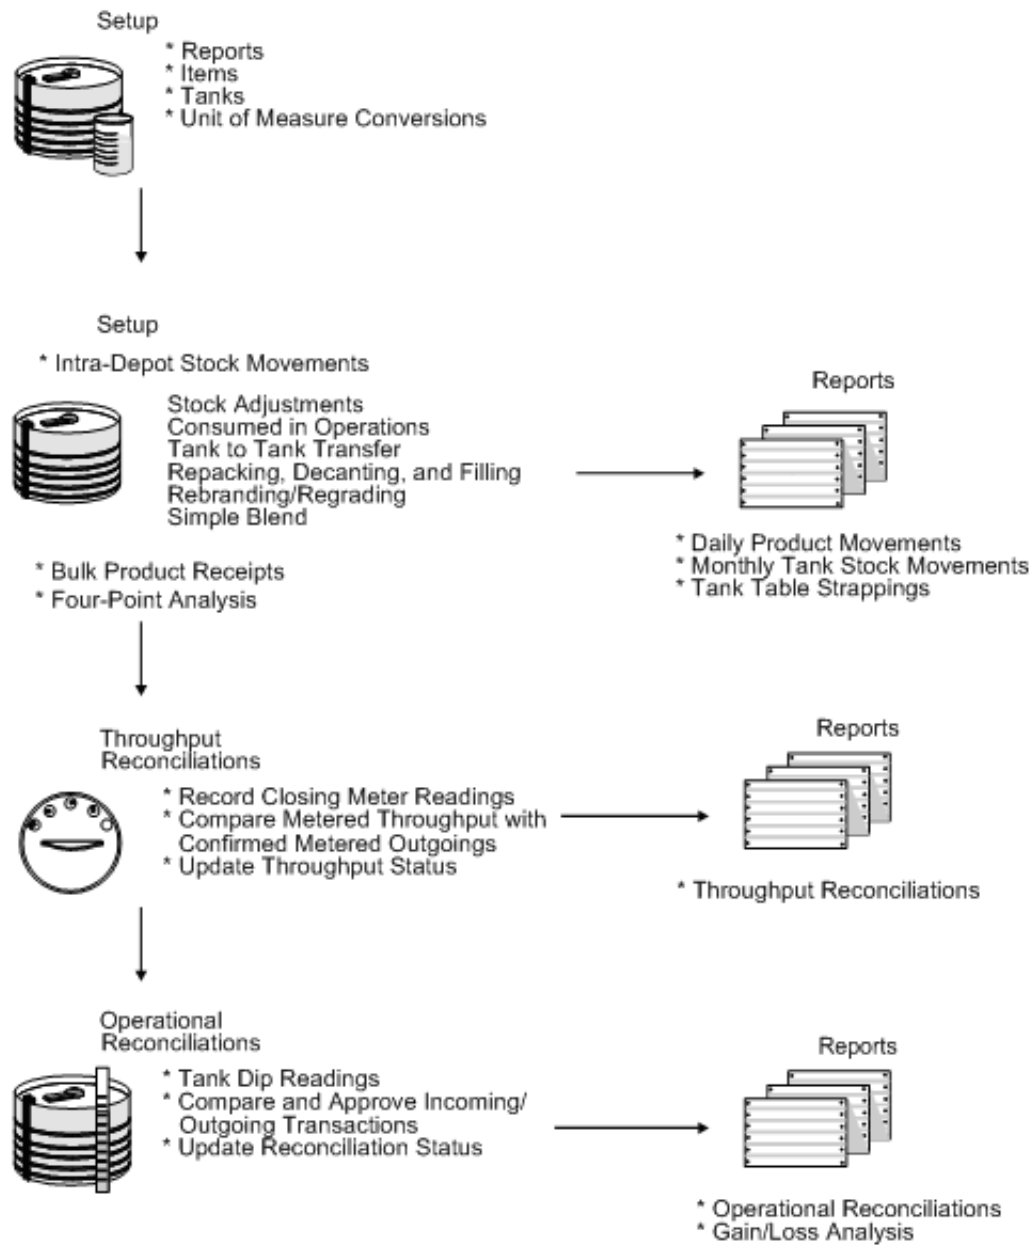 Setup
* Reports
* Items
* Tanks
* Unit of Measure Conversions
Setup
* Intra-Depot Stock Movements
Stock Adjustments
Consumed in Operations
Tank to Tank Transfer
Repacking, Decanting, and Filling
Rebranding/Regrading
Simple Blend
* Bulk Product Receipts
* Four-Point Analysis
Reports
* Daily Product Movements
* Monthly Tank Stock Movements
* Tank Table Strappings
Throughput
Reconciliations
* Record Closing Meter Readings
* Compare Metered Throughput with
Confirmed Metered Outgoings
* Update Throughput Status
Reports
* Throughput Reconciliations
Operational
Reconciliations
* Tank Dip Readings
* Compare and Approve Incoming/
Outgoing Transactions
* Update Reconciliation Status
Reports
* Operational Reconciliations
* Gain/Loss Analysis